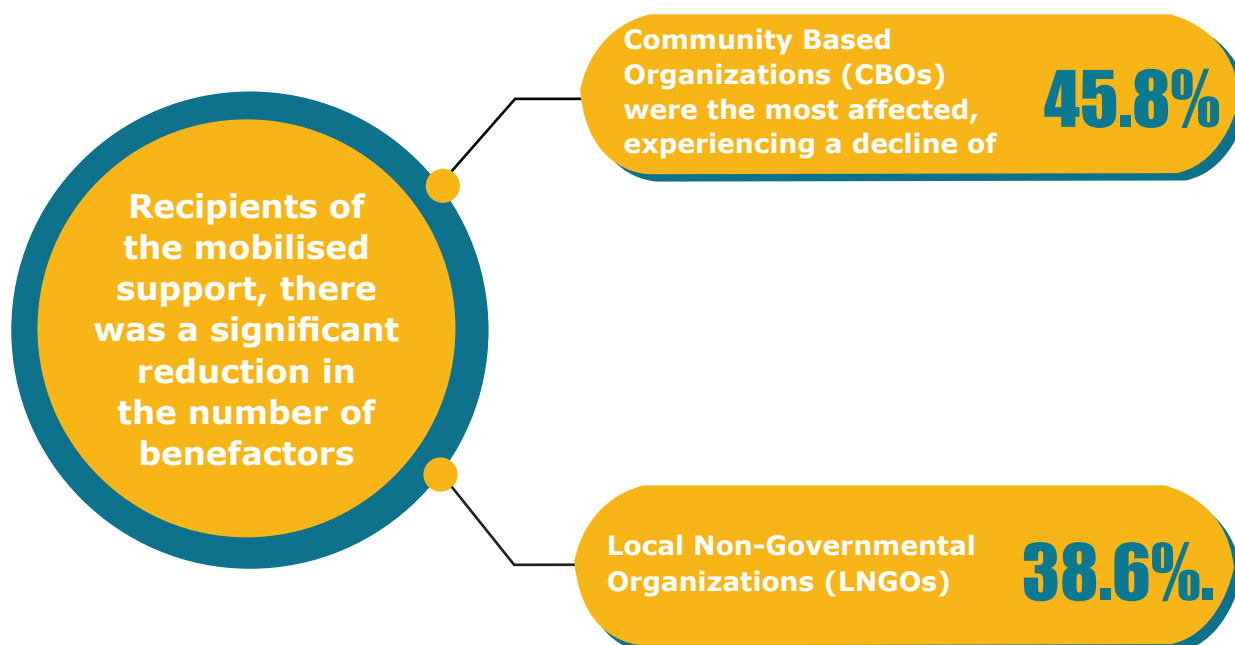 Recipients of
the mobilised
support, there
was a significant
reduction in
the number of
benefactors
Community Based
Organizations (CBOs)
were the most affected,
experiencing a decline of
45.8%
Local Non-Governmental
Organizations (LNGOs)
38.6%.